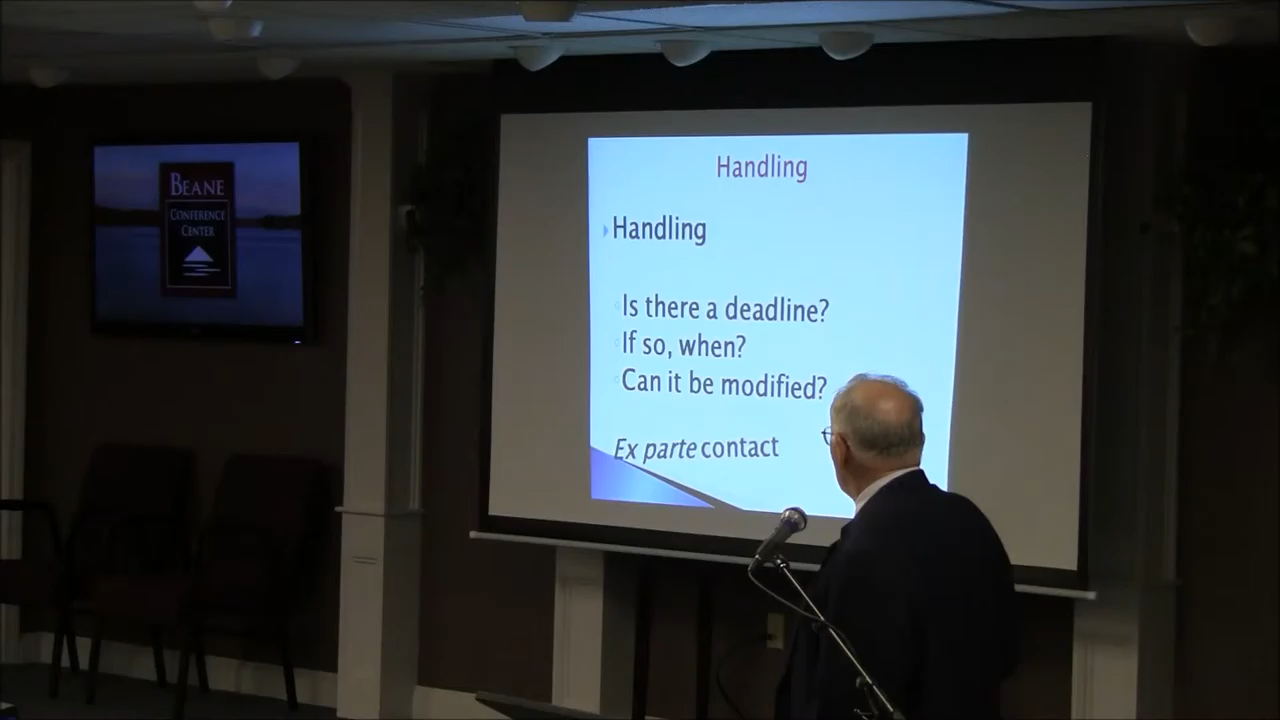 BEANE
CONFERENCE
CENTER
Handling
Handling
Is there a deadline?
If so, when?
Can it be modified?
Ex parte contact